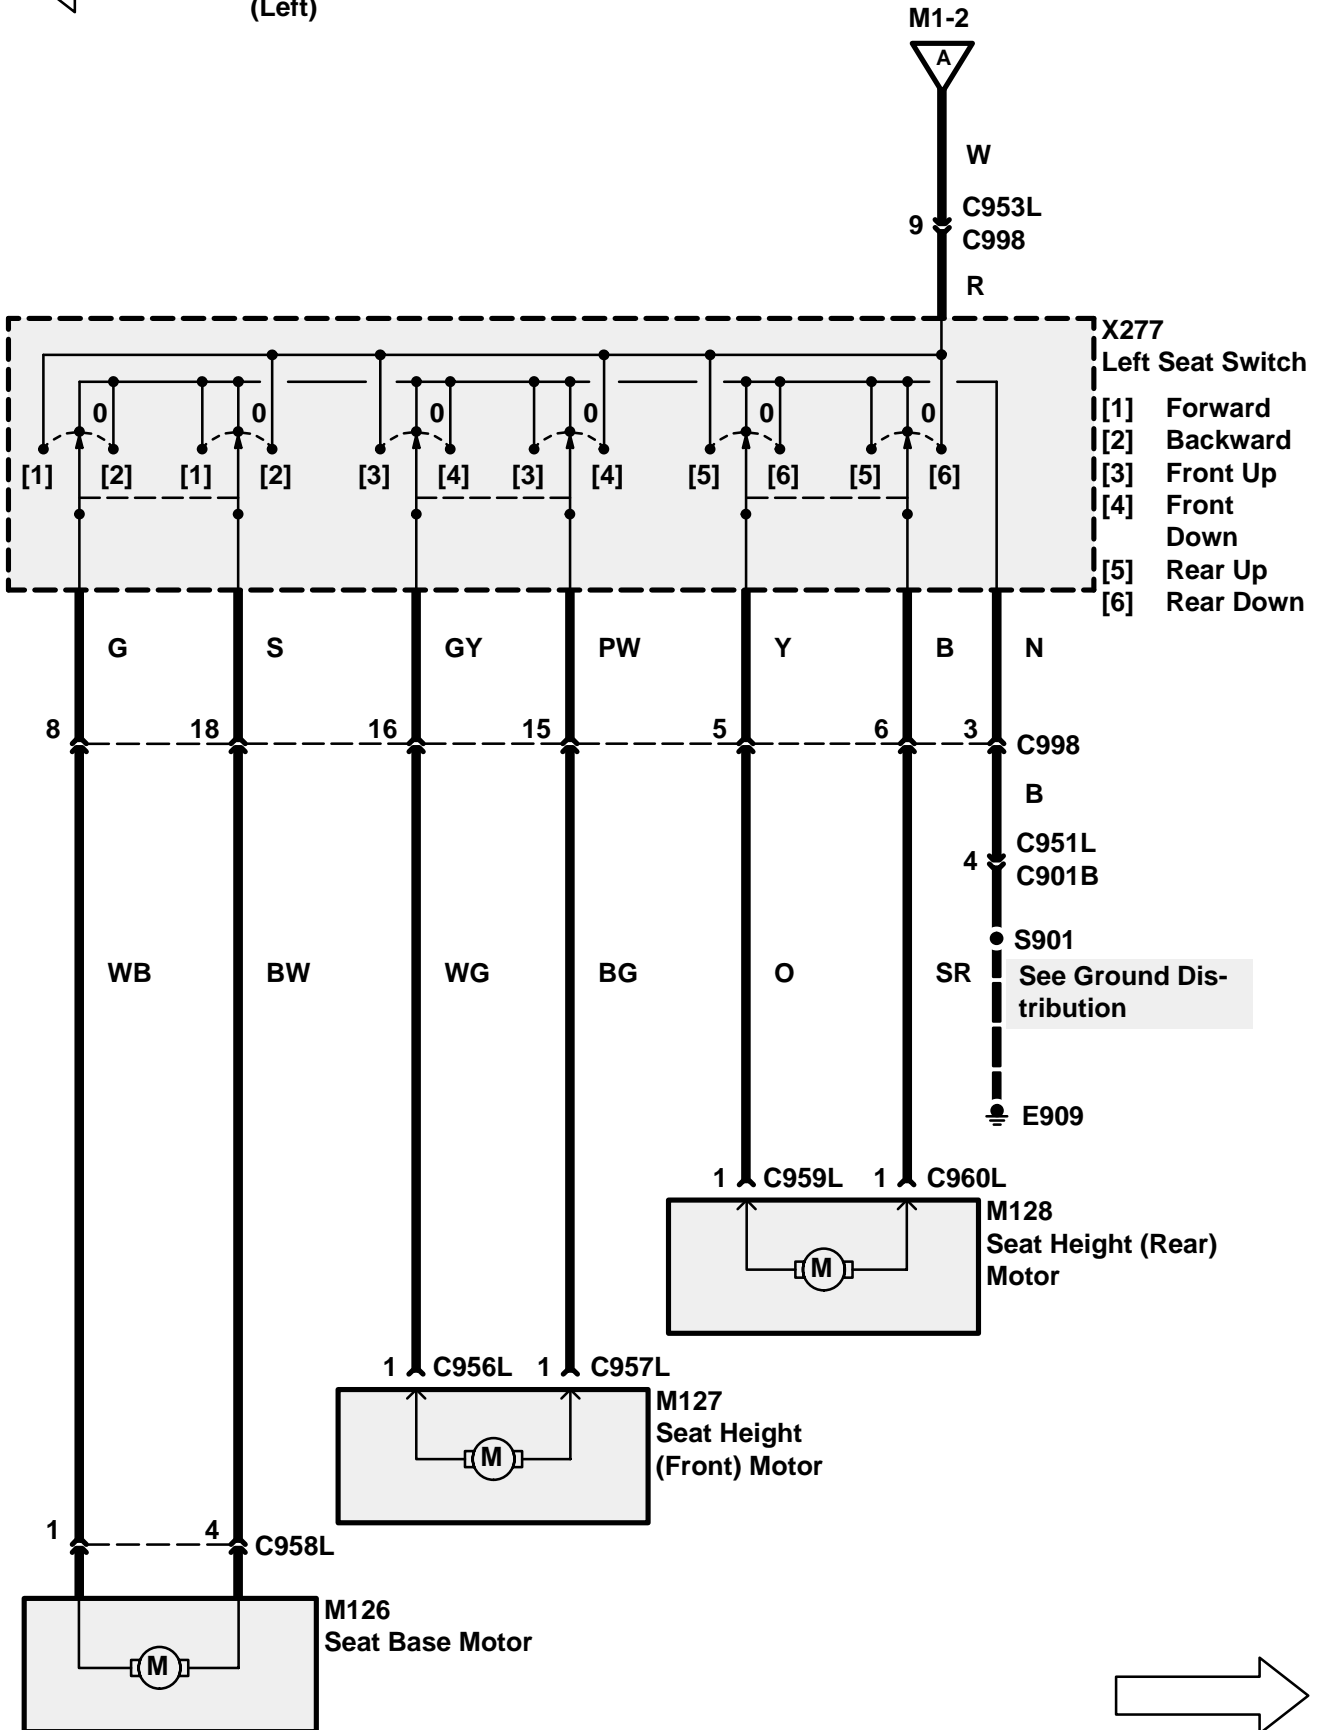 (Left)
M1-2
A
W
9
C953L
C998
R
X277
Left Seat Switch
[1] Forward
[2] Backward
[3] Front Up
[4] Front
Down
[5] Rear Up
[6] Rear Down
0 0 0 0 0 0
[1] [2] [1] [2] [3] [4] [3] [4] [5] [6] [5] [6]
G S GY PW Y B N
8 18 16 15 5 6 3 C998
B
4
C951L
C901B
S901
WB BW WG BG O SR
See Ground Dis-
tribution
E909
1 C959L 1 C960L
M128
Seat Height (Rear)
Motor
M
1 C956L 1 C957L
M127
Seat Height
(Front) Motor
M
1 4 C958L
M126
Seat Base Motor
M